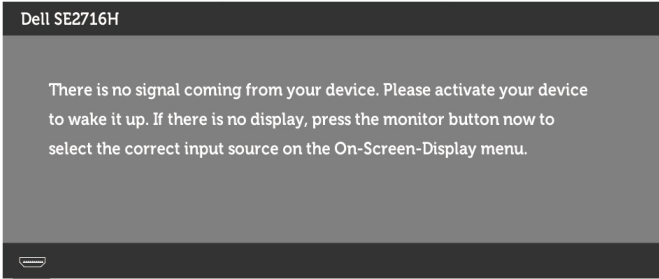 Dell SE2716H
There is no signal coming from your device. Please activate your device
to wake it up. If there is no display, press the monitor button now to
select the correct input source on the On-Screen-Display menu.